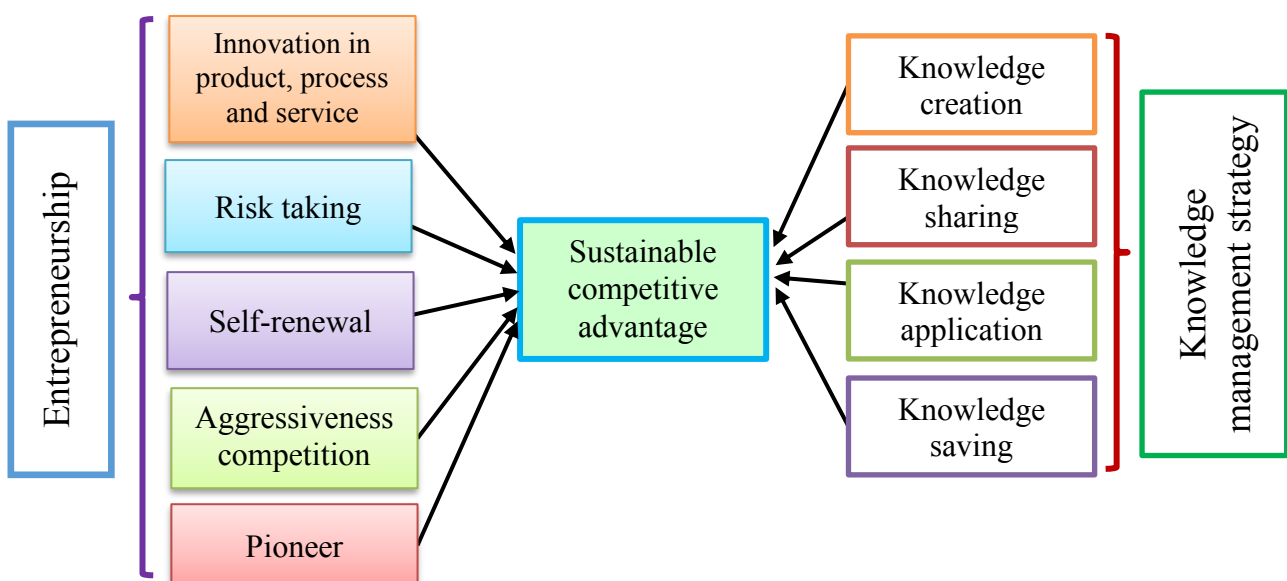 Entrepreneurship
Innovation in
product, process
and service
Risk taking
Self-renewal
Aggressiveness
competition
Pioneer
Sustainable
competitive
advantage
Knowledge
creation
Knowledge
sharing
Knowledge
application
Knowledge
saving
Knowledge
management strategy